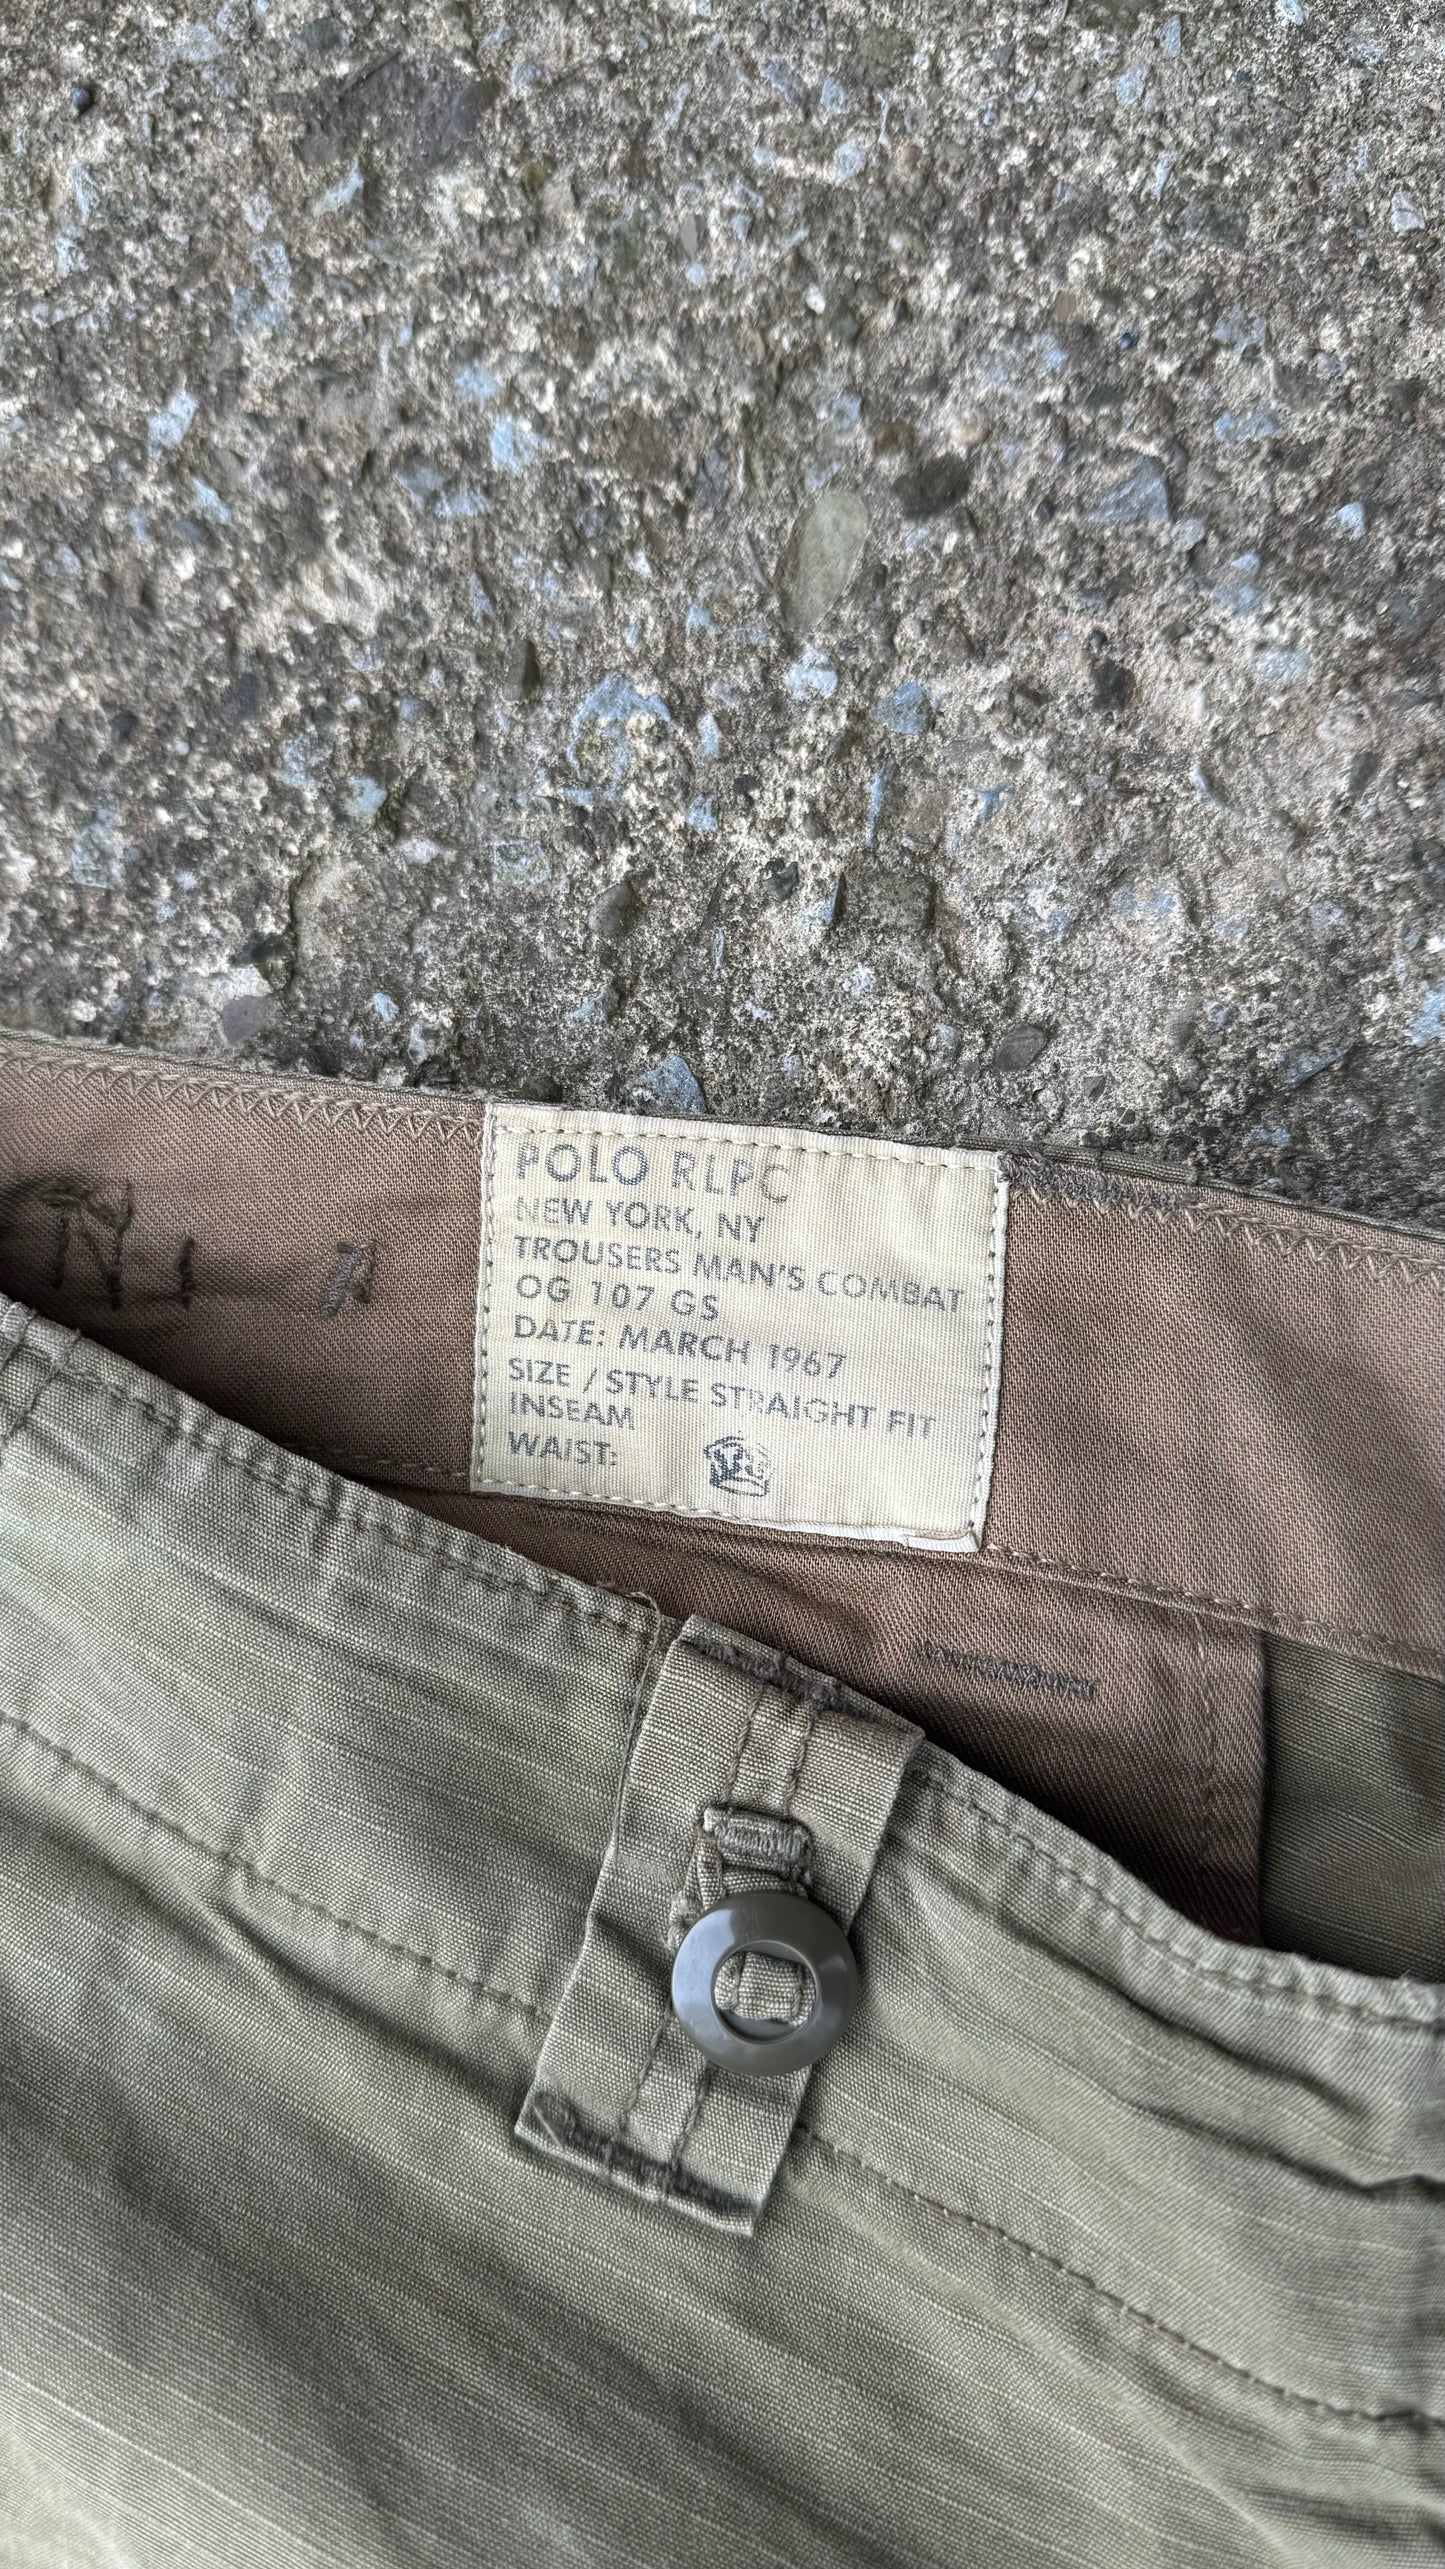 POLO RLPC
NEW YORK, NY
TROUSERS MAN'S COMBAT
OG 107 GS
DATE: MARCH 1967
SIZE / STYLE STRAIGHT FIT
INSEAM
WAIST: